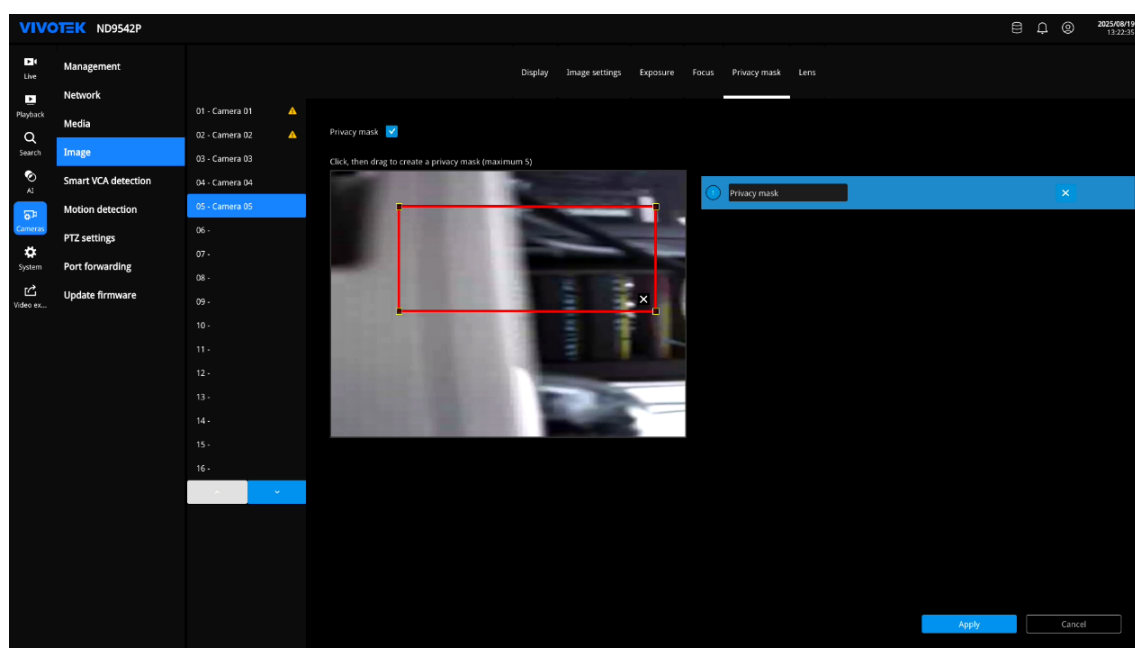 VIVOTEK ND9542P
2025/08/19
13:22:35
Live
Playback
Search
AI
Cameras
System
Video ex...
Management
Network
Media
Image
Smart VCA detection
Motion detection
PTZ settings
Port forwarding
Update firmware
01 - Camera 01
02 - Camera 02
03 - Camera 03
04 - Camera 04
05 - Camera 05
06 -
07 -
08 -
09 -
10 -
11 -
12 -
13 -
14 -
15 -
16 -
Display Image settings Exposure Focus Privacy mask Lens
Privacy mask
Click, then drag to create a privacy mask (maximum 5)
Privacy mask
Apply Cancel